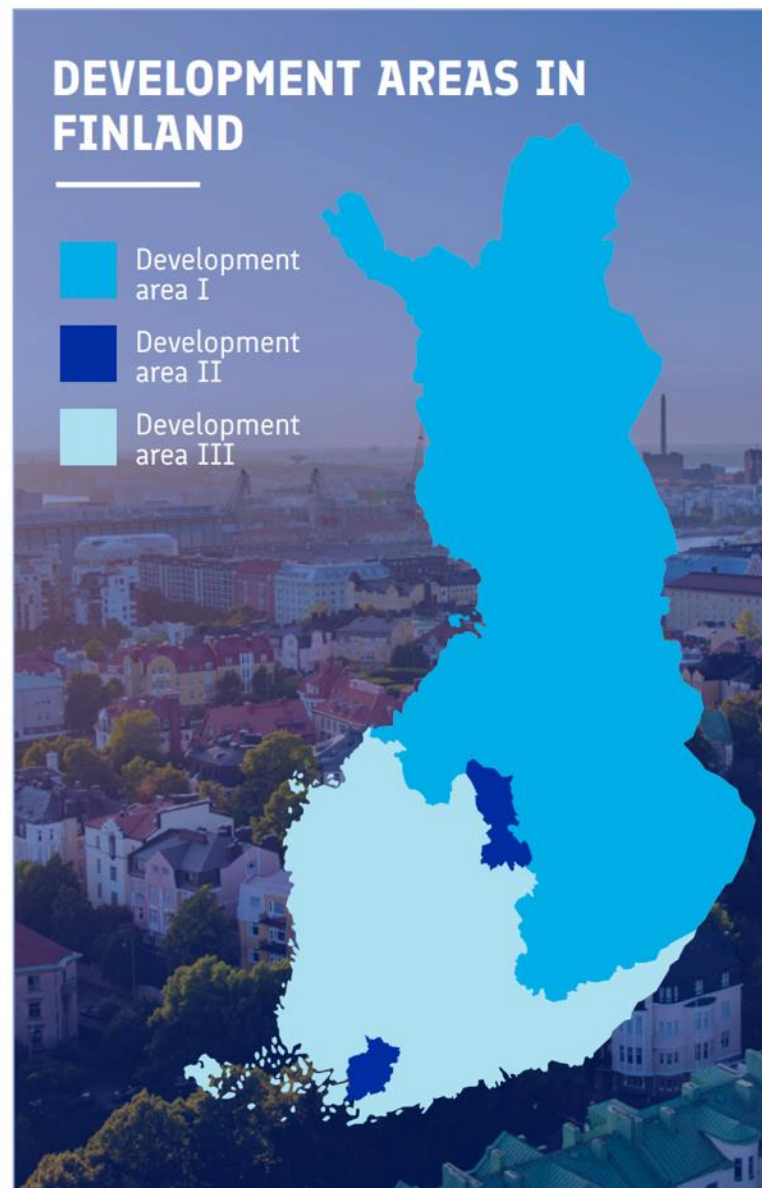 DEVELOPMENT AREAS IN
FINLAND
Development
area I
Development
area II
Development
area III